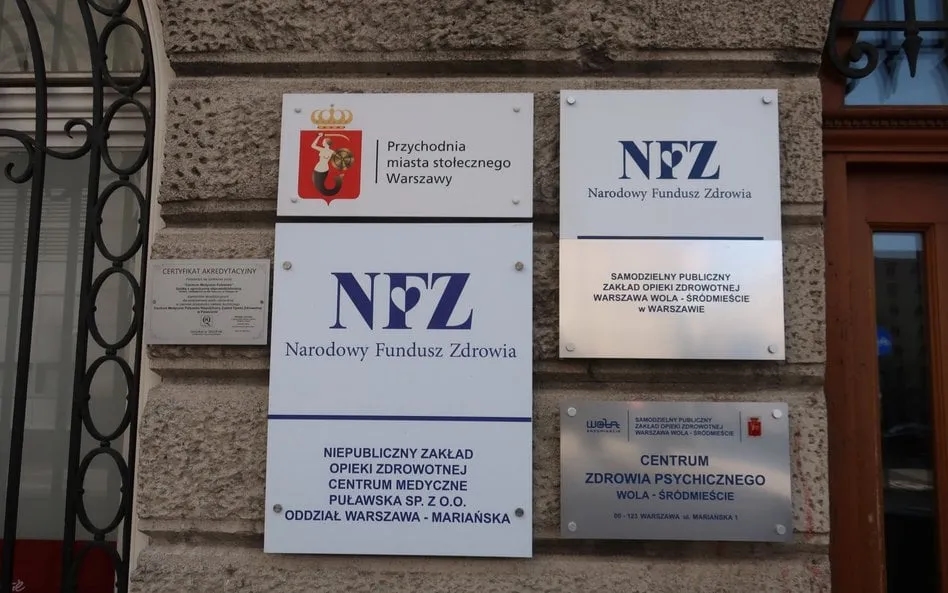 Przychodnia
miasta stołecznego
Warszawy
NFZ
Narodowy Fundusz Zdrowia
NIEPUBLICZNY ZAKŁAD
OPIEKI ZDROWOTNEJ
CENTRUM MEDYCZNE
PUŁAWSKA SP. Z O.O.
ODDZIAŁ WARSZAWA - MARIAŃSKA
CERTYFIKAT AKREDYTACYJNY
NFZ
Narodowy Fundusz Zdrowia
SAMODZIELNY PUBLICZNY
ZAKŁAD OPIEKI ZDROWOTNEJ
WARSZAWA WOLA - ŚRÓDMIEŚCIE
w WARSZAWIE
WOLA
SAMODZIELNY PUBLICZNY
ZAKŁAD OPIEKI ZDROWOTNEJ
WARSZAWA WOLA - ŚRÓDMIEŚCIE
CENTRUM
ZDROWIA PSYCHICZNEGO
WOLA - ŚRÓDMIEŚCIE
00 - 123 WARSZAWA ul. MARIAŃSKA 1